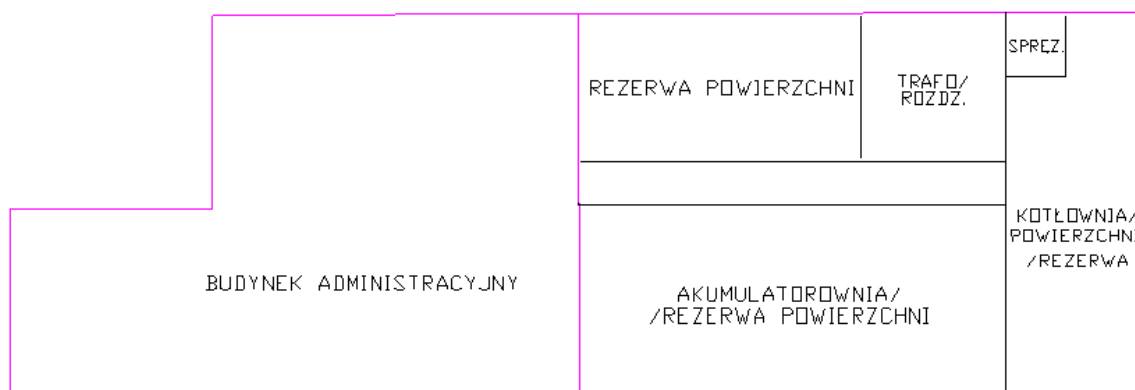 SPRĘŻ.
REZERWA POWIERZCHNI
TRAFO/
ROZDZ.
KOTŁOWNIA/
POWIERZCHNI
/REZERWA
BUDYNEK ADMINISTRACYJNY
AKUMULATOROWNIA/
/REZERWA POWIERZCHNI